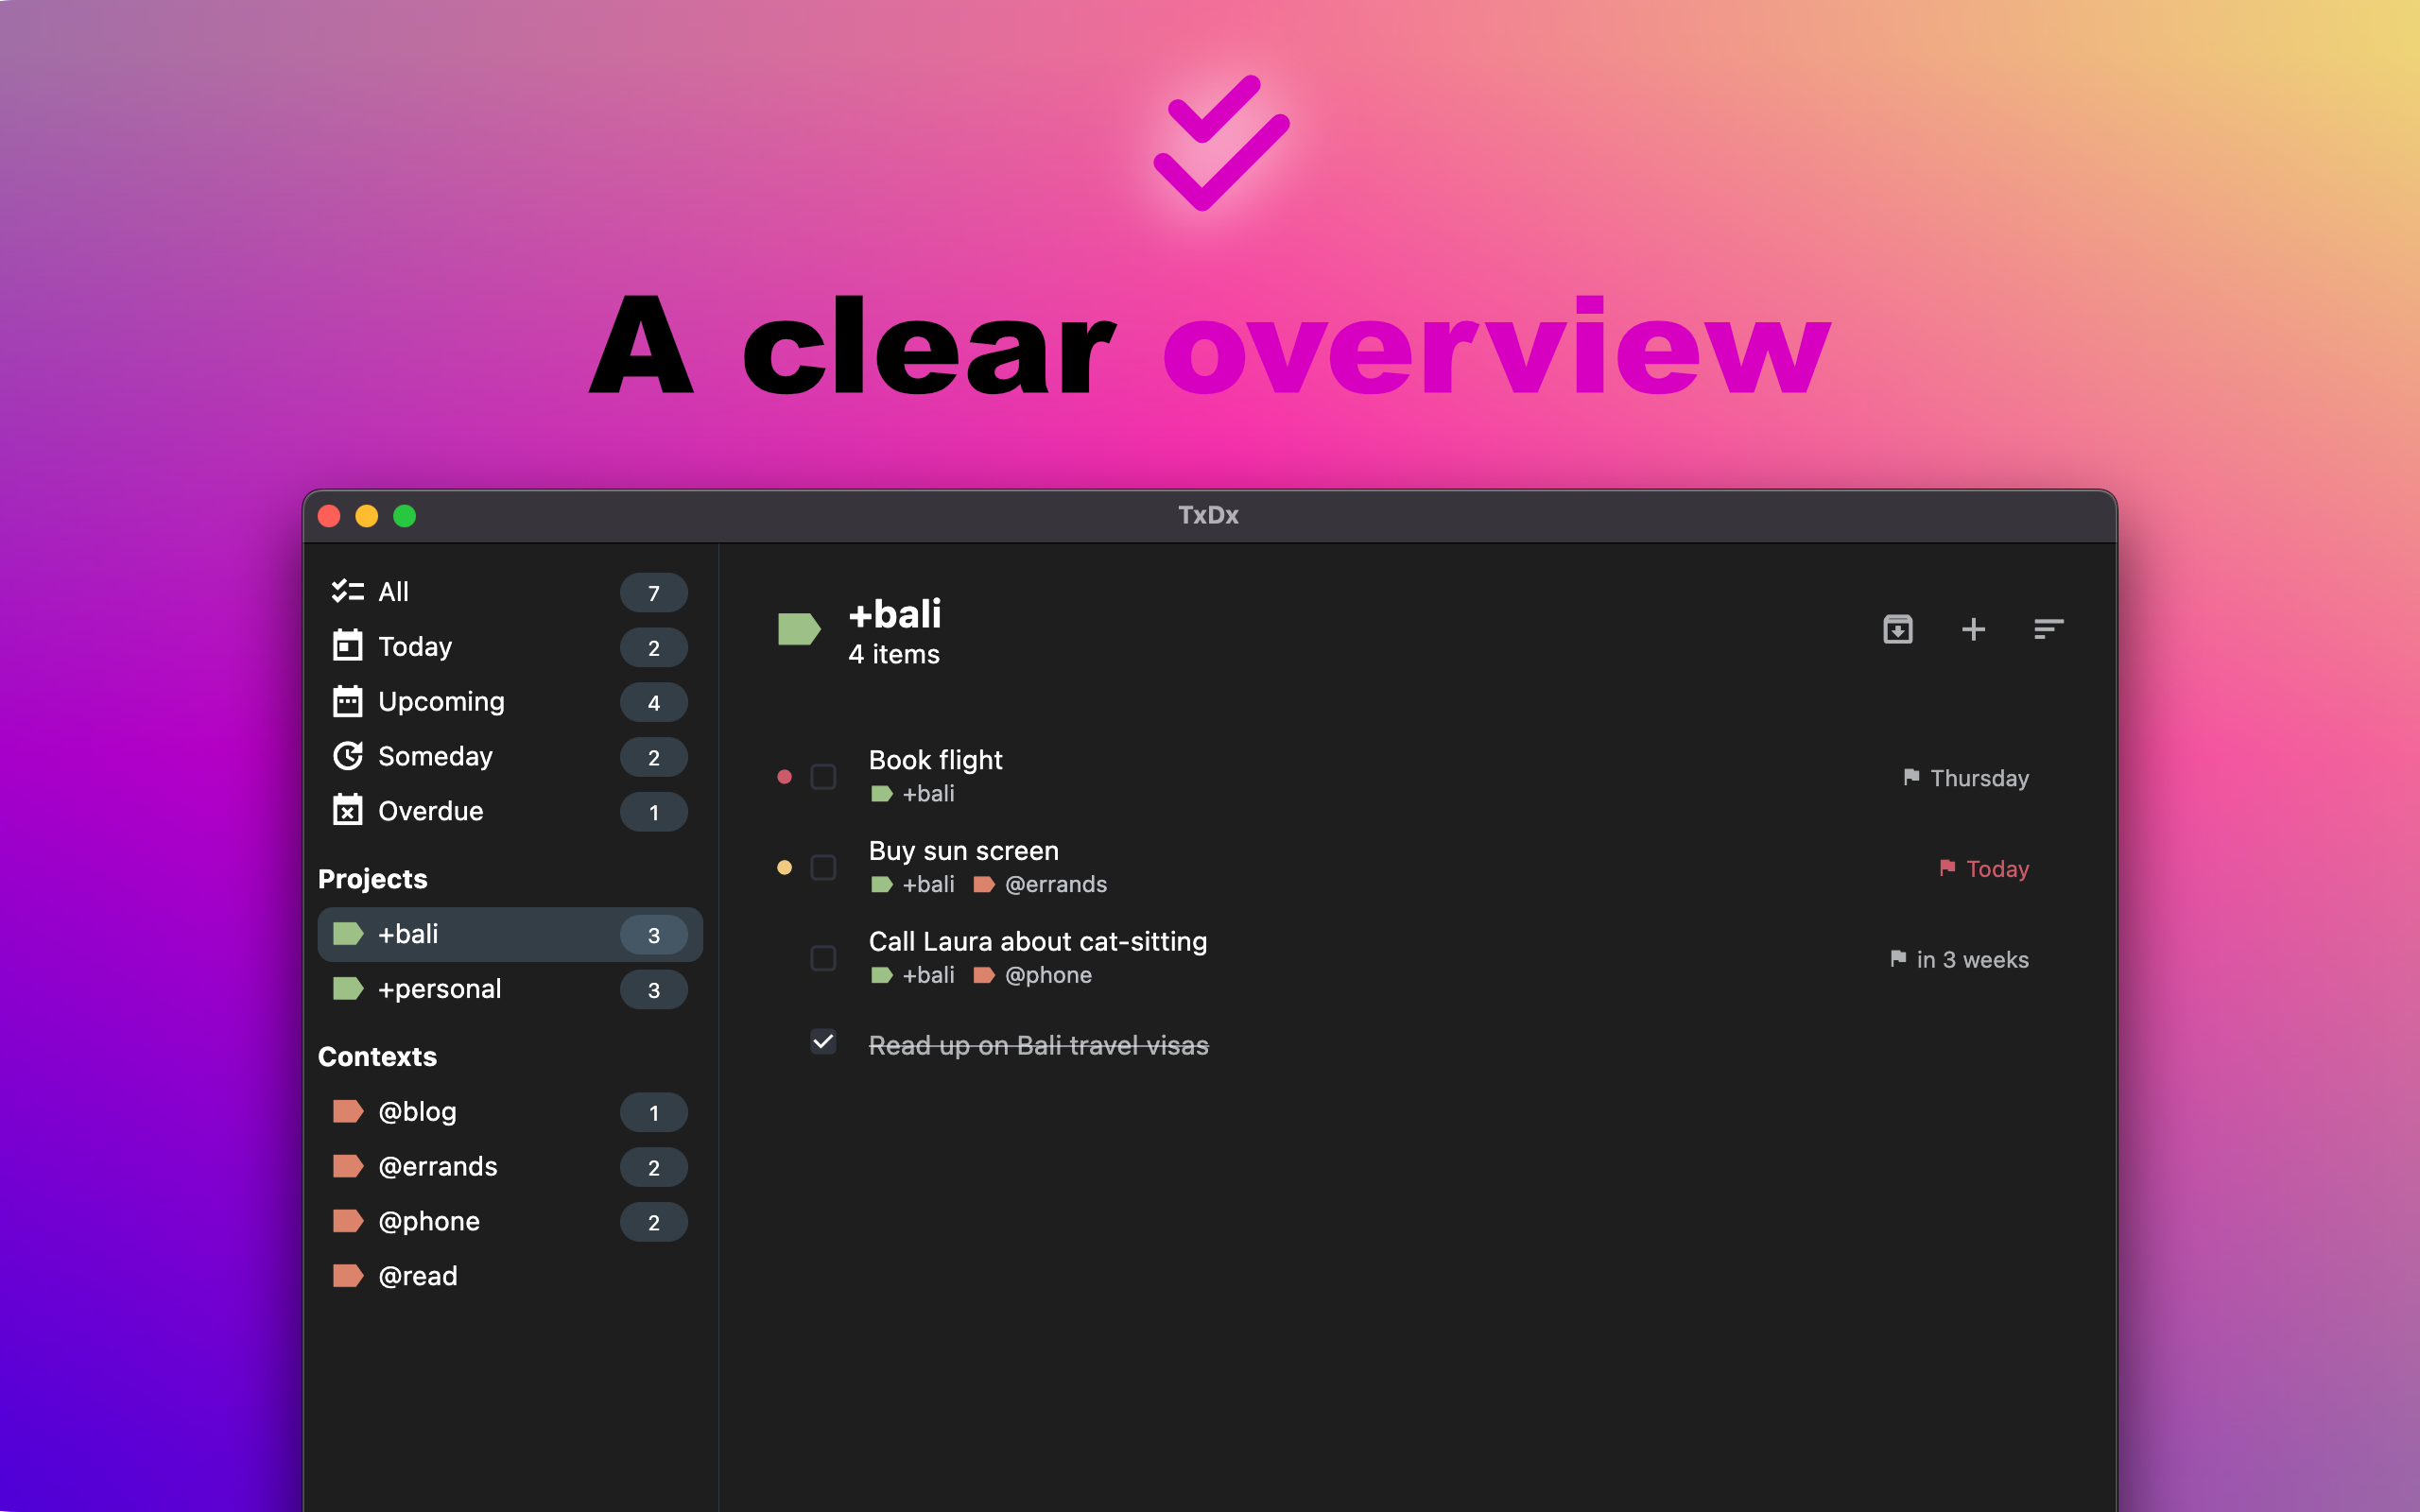 A clear overview
TxDx
All 7
Today 2
Upcoming 4
Someday 2
Overdue 1
Projects
+bali 3
+personal 3
Contexts
@blog 1
@errands 2
@phone 2
@read
+bali
4 items
Book flight
+bali
Thursday
Buy sun screen
+bali @errands
Today
Call Laura about cat-sitting
+bali @phone
in 3 weeks
Read up on Bali travel visas